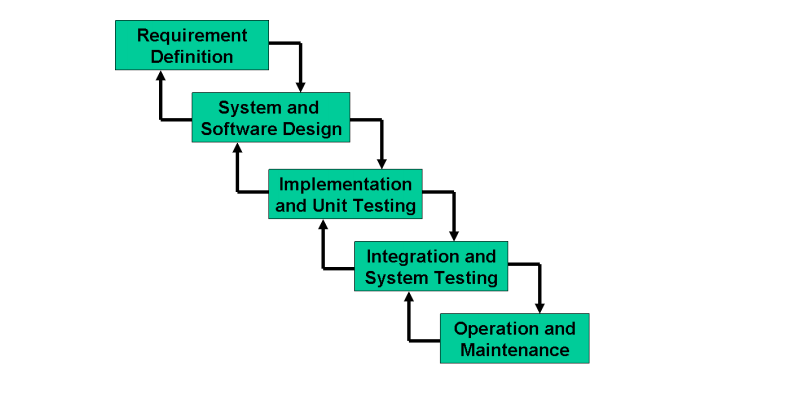 Requirement
Definition
System and
Software Design
Implementation
and Unit Testing
Integration and
System Testing
Operation and
Maintenance